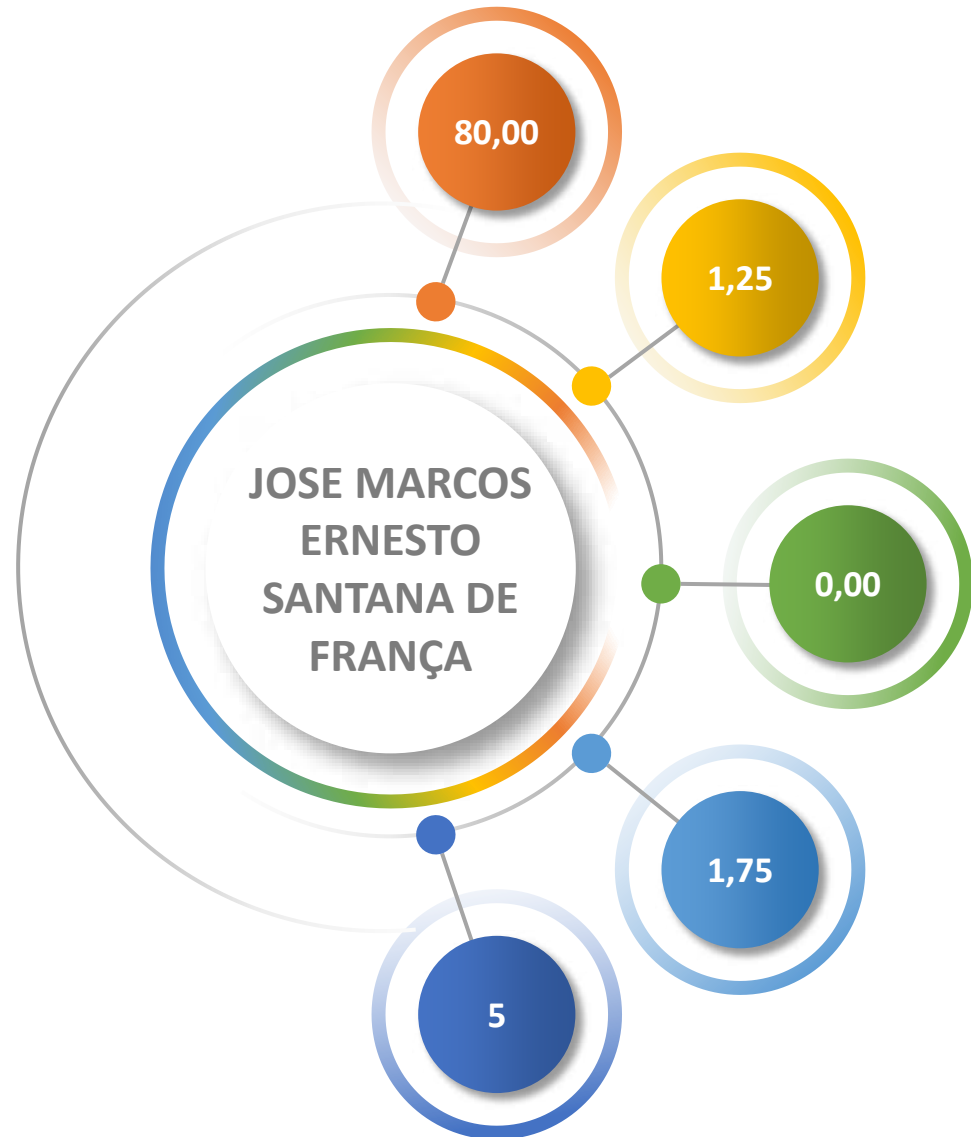 80,00
1,25
JOSE MARCOS
ERNESTO
SANTANA DE
FRANÇA
0,00
1,75
5